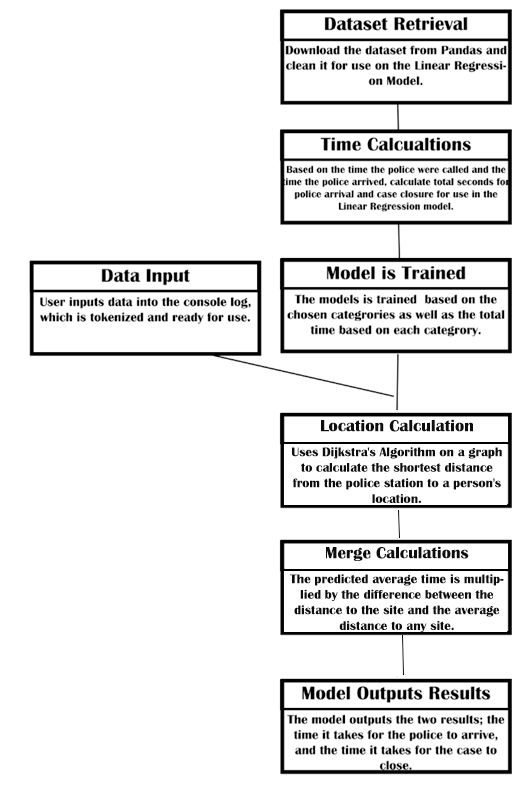 Dataset Retrieval
Download the dataset from Pandas and
clean it for use on the Linear Regressi-
on Model.
Time Calcualtions
Based on the time the police were called and the
time the police arrived, calculate total seconds for
police arrival and case closure for use in the
Linear Regression model.
Data Input
User inputs data into the console log,
which is tokenized and ready for use.
Model is Trained
The models is trained based on the
chosen categrories as well as the total
time based on each categrory.
Location Calculation
Uses Dijkstra's Algorithm on a graph
to calculate the shortest distance
from the police station to a person's
location.
Merge Calculations
The predicted average time is multip-
lied by the difference between the
distance to the site and the average
distance to any site.
Model Outputs Results
The model outputs the two results; the
time it takes for the police to arrive,
and the time it takes for the case to
close.